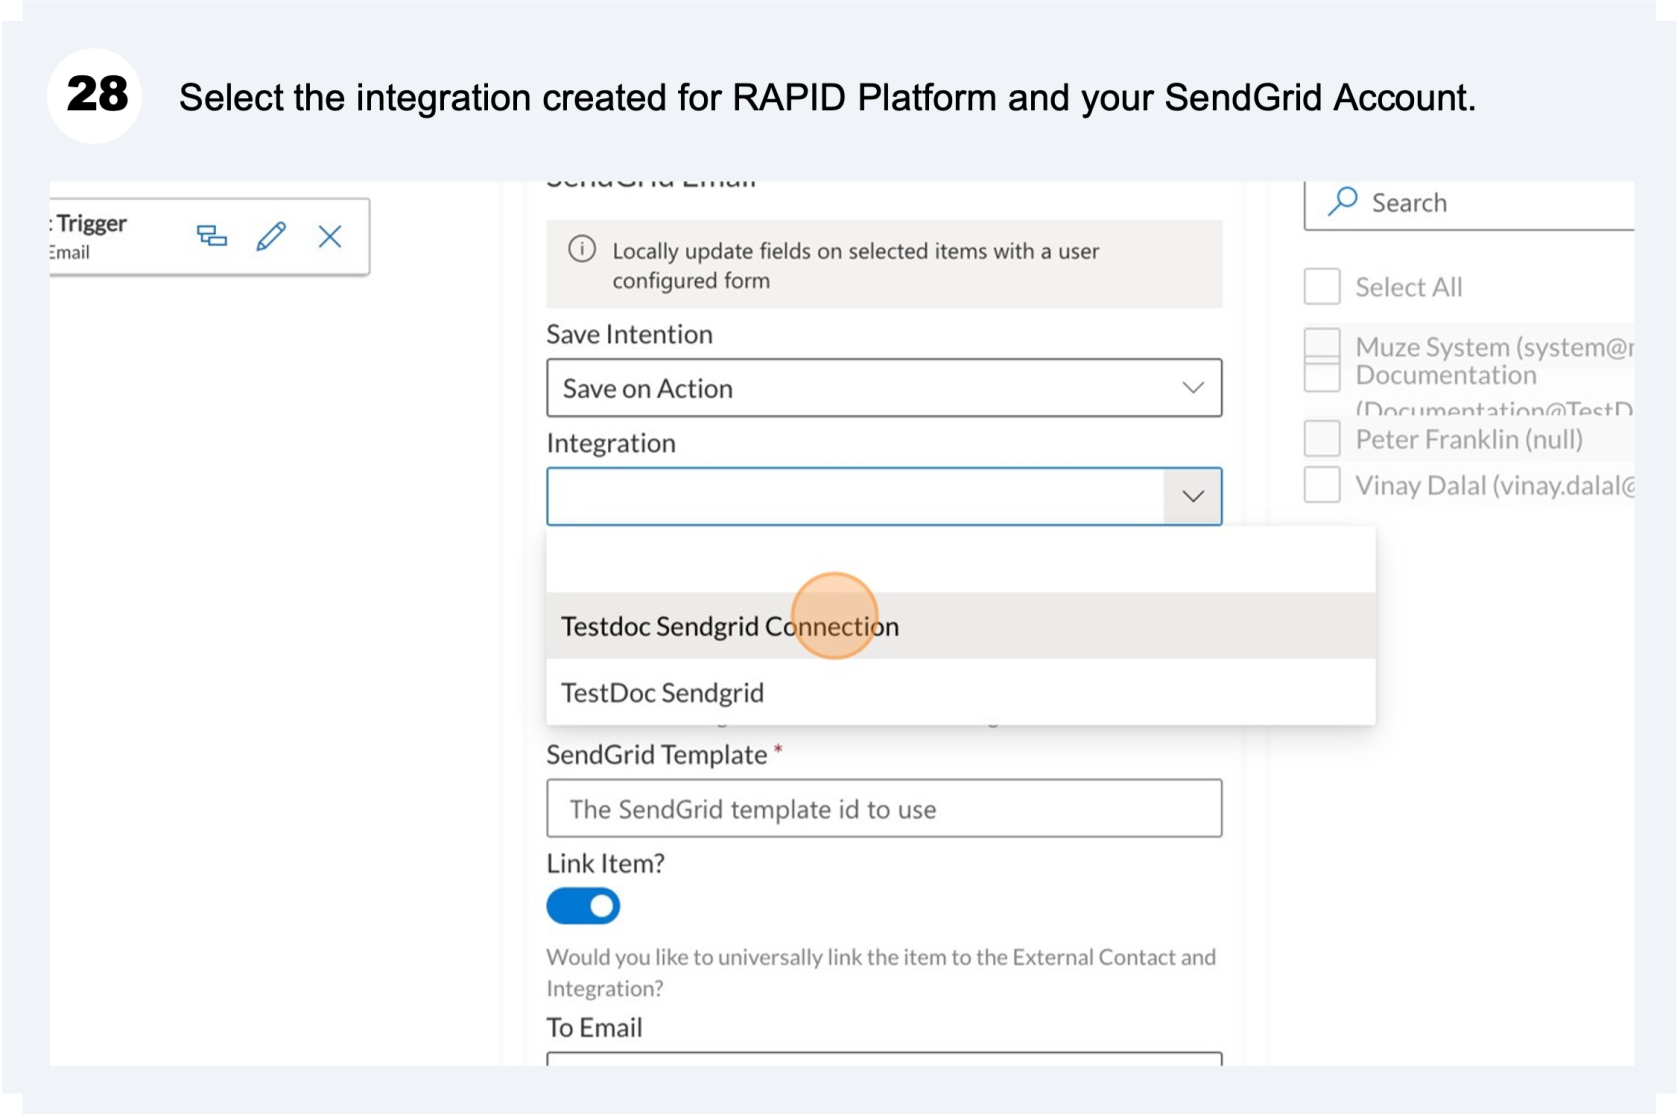 28 Select the integration created for RAPID Platform and your SendGrid Account.
SendGrid Email
: Trigger
Email
Locally update fields on selected items with a user
configured form
Save Intention
Save on Action
Integration
Testdoc Sendgrid Connection
TestDoc Sendgrid
SendGrid Template *
The SendGrid template id to use
Link Item?
Would you like to universally link the item to the External Contact and
Integration?
To Email
Search
Select All
Muze System (system@
Documentation
(Documentation@TestD
Peter Franklin (null)
Vinay Dalal (vinay.dalal@